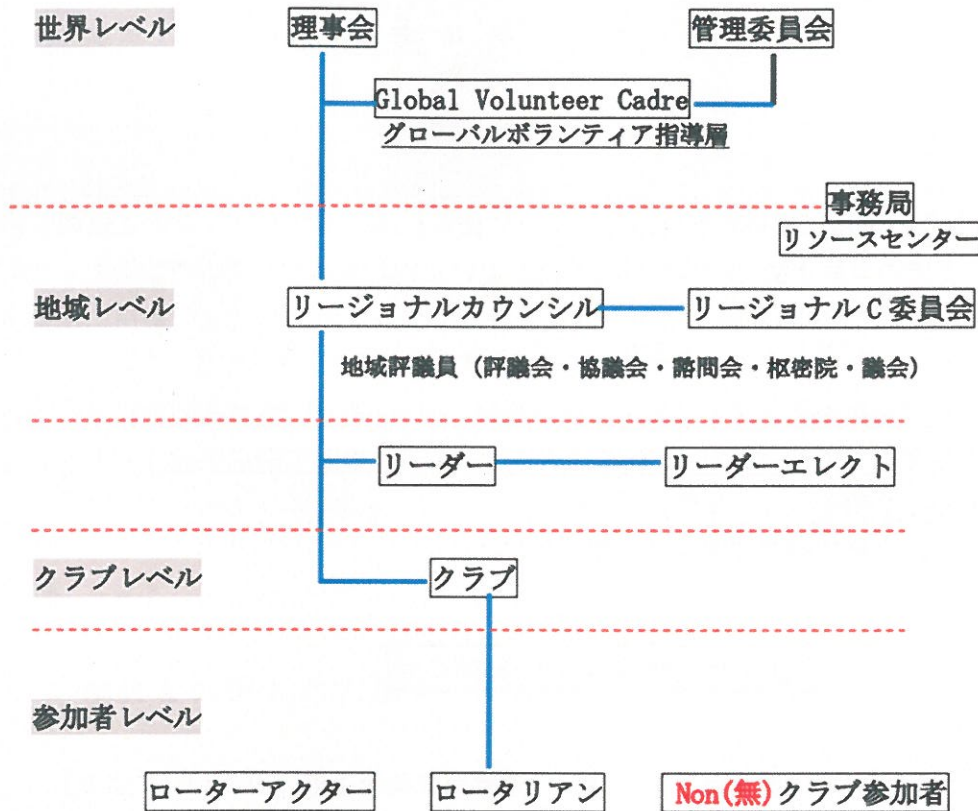 世界レベル 理事会 管理委員会
Global Volunteer Cadre
グローバルボランティア指導層
事務局
リソースセンター
地域レベル リージョナルカウンシル リージョナルC委員会
地域評議員（評議会・協議会・諮問会・枢密院・議会）
リーダー リーダーエレクト
クラブレベル クラブ
参加者レベル
ローターアクター ロータリアン Non(無)クラブ参加者